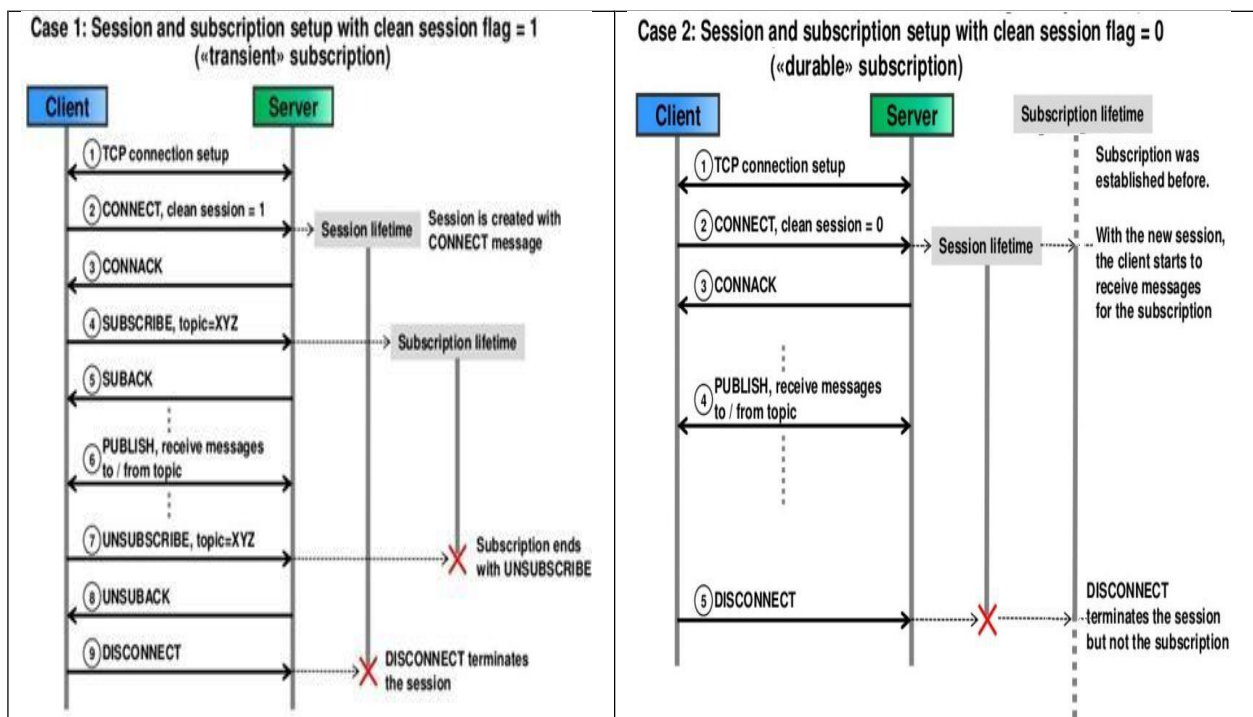 Case 1: Session and subscription setup with clean session flag = 1
(«transient» subscription)
Client
Server
1 TCP connection setup
2 CONNECT, clean session = 1
Session lifetime
Session is created with
CONNECT message
3 CONNACK
4 SUBSCRIBE, topic=XYZ
Subscription lifetime
5 SUBACK
6 PUBLISH, receive messages
to / from topic
7 UNSUBSCRIBE, topic=XYZ
Subscription ends
with UNSUBSCRIBE
8 UNSUBACK
9 DISCONNECT
DISCONNECT terminates
the session
Case 2: Session and subscription setup with clean session flag = 0
(«durable» subscription)
Client
Server
Subscription lifetime
1 TCP connection setup
Subscription was
established before.
2 CONNECT, clean session = 0
Session lifetime
With the new session,
the client starts to
receive messages
for the subscription
3 CONNACK
4 PUBLISH, receive messages
to / from topic
5 DISCONNECT
DISCONNECT
terminates the session
but not the subscription